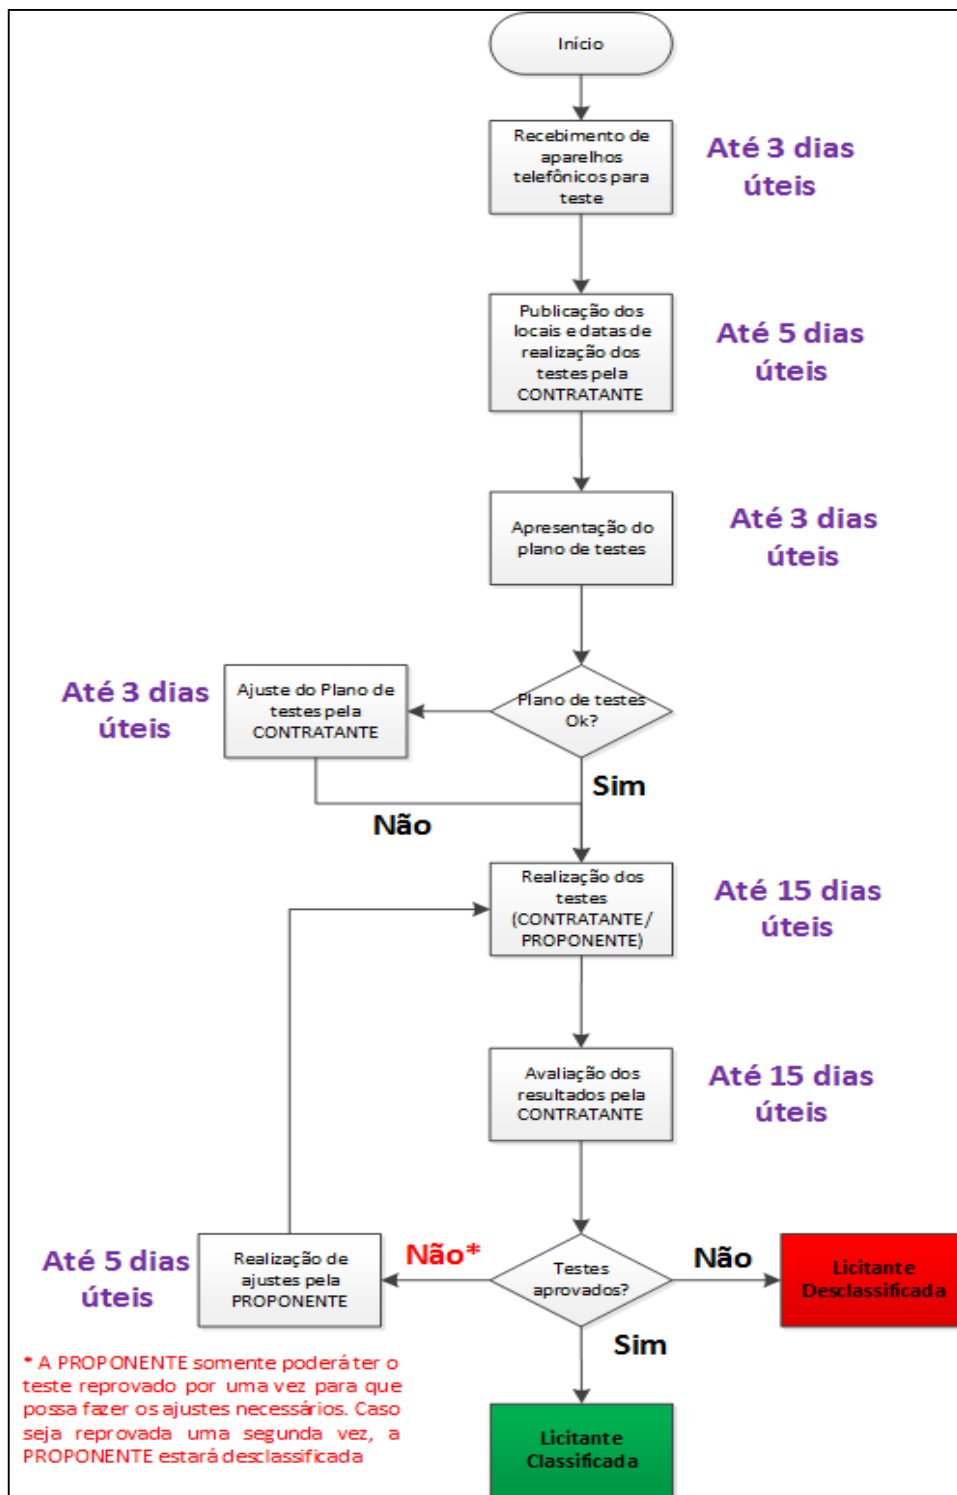 Início
Recebimento de
aparelhos
telefônicos para
teste
Até 3 dias
úteis
Publicação dos
locais e datas de
realização dos
testes pela
CONTRATANTE
Até 5 dias
úteis
Apresentação do
plano de testes
Até 3 dias
úteis
Plano de testes
Ok?
Ajuste do Plano de
testes pela
CONTRATANTE
Até 3 dias
úteis
Sim
Não
Realização dos
testes
(CONTRATANTE/
PROPONENTE)
Até 15 dias
úteis
Avaliação dos
resultados pela
CONTRATANTE
Até 15 dias
úteis
Testes
aprovados?
Não*
Não
Realização de
ajustes pela
PROPONENTE
Até 5 dias
úteis
Licitante
Desclassificada
Sim
* A PROPONENTE somente poderá ter o
teste reprovado por uma vez para que
possa fazer os ajustes necessários. Caso
seja reprovada uma segunda vez, a
PROPONENTE estará desclassificada
Licitante
Classificada